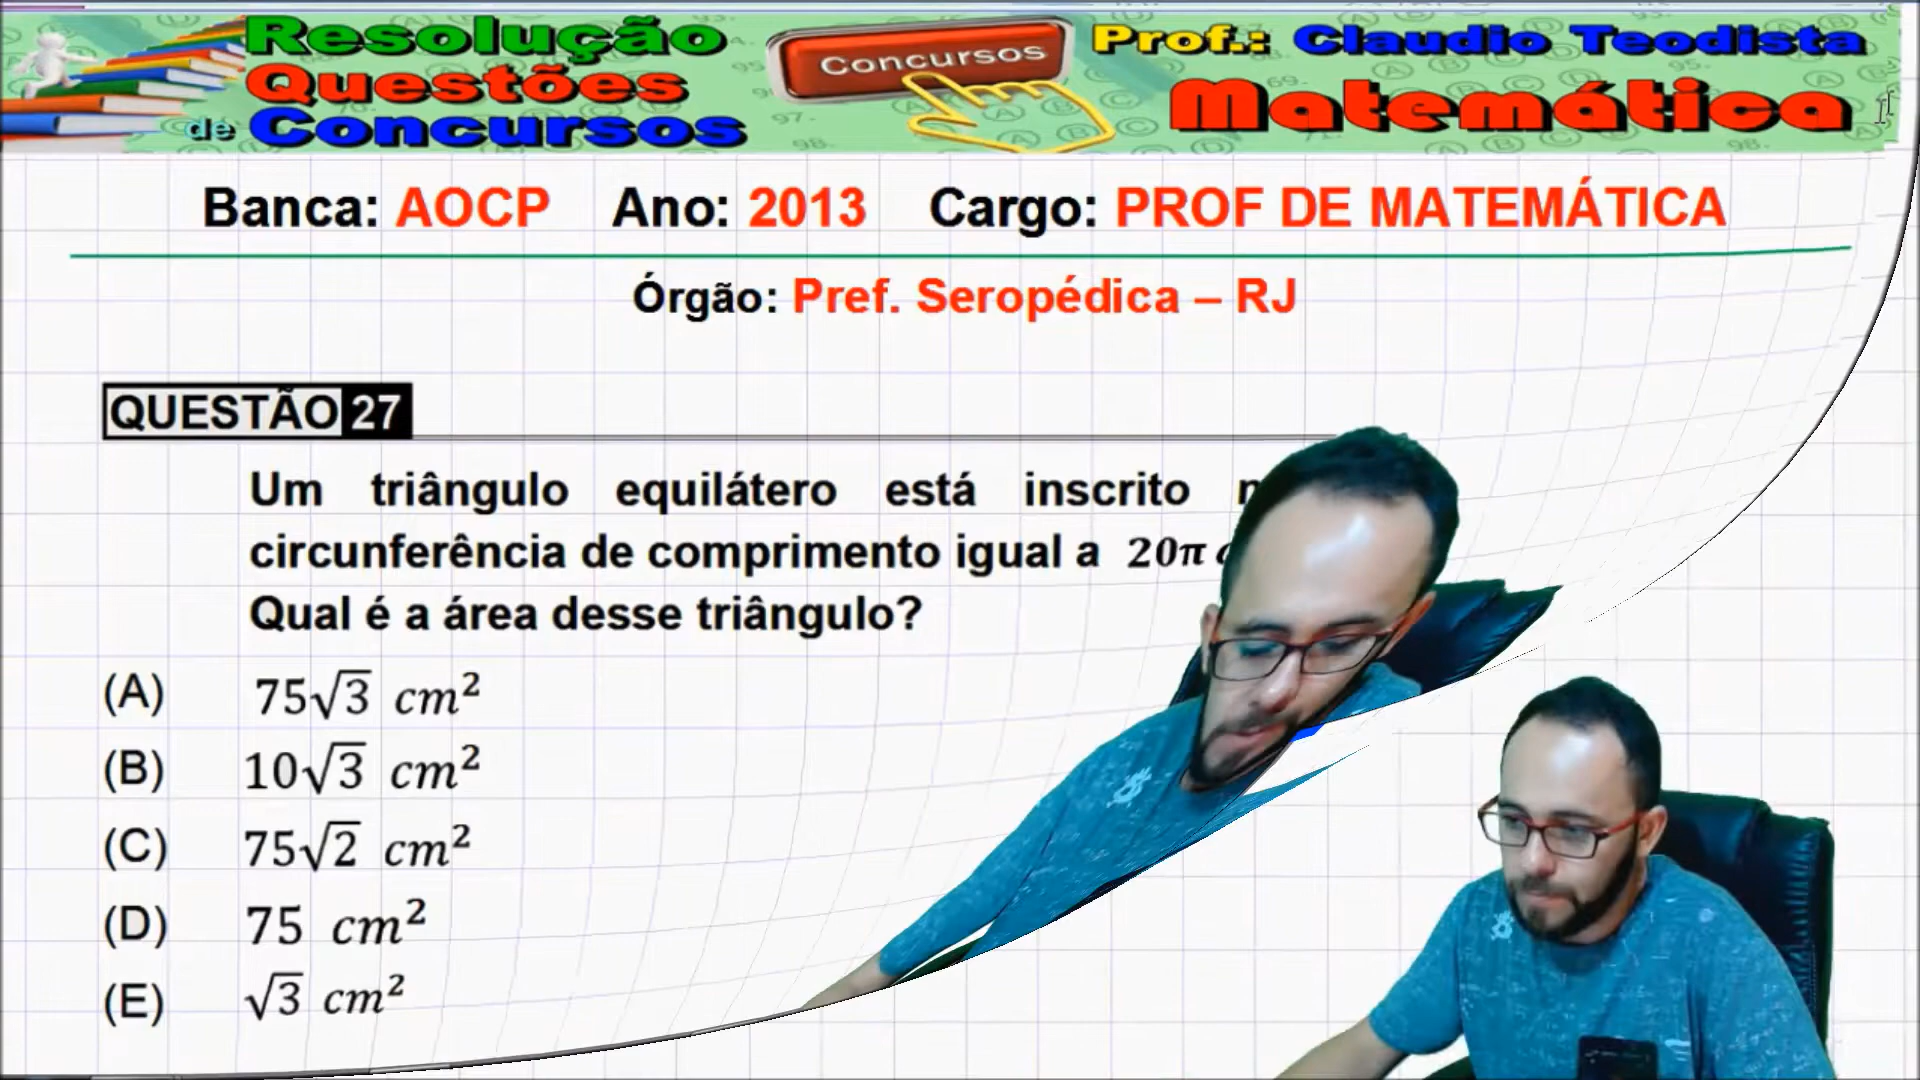 Resolução
Questões
de Concursos
Concursos
Prof.: Claudio Teodista
Matemática
Banca: AOCP Ano: 2013 Cargo: PROF DE MATEMÁTICA
Órgão: Pref. Seropédica – RJ
QUESTÃO 27
Um triângulo equilátero está inscrito
circunferência de comprimento igual a 20π
Qual é a área desse triângulo?
(A) 75√3 cm²
(B) 10√3 cm²
(C) 75√2 cm²
(D) 75 cm²
(E) √3 cm²